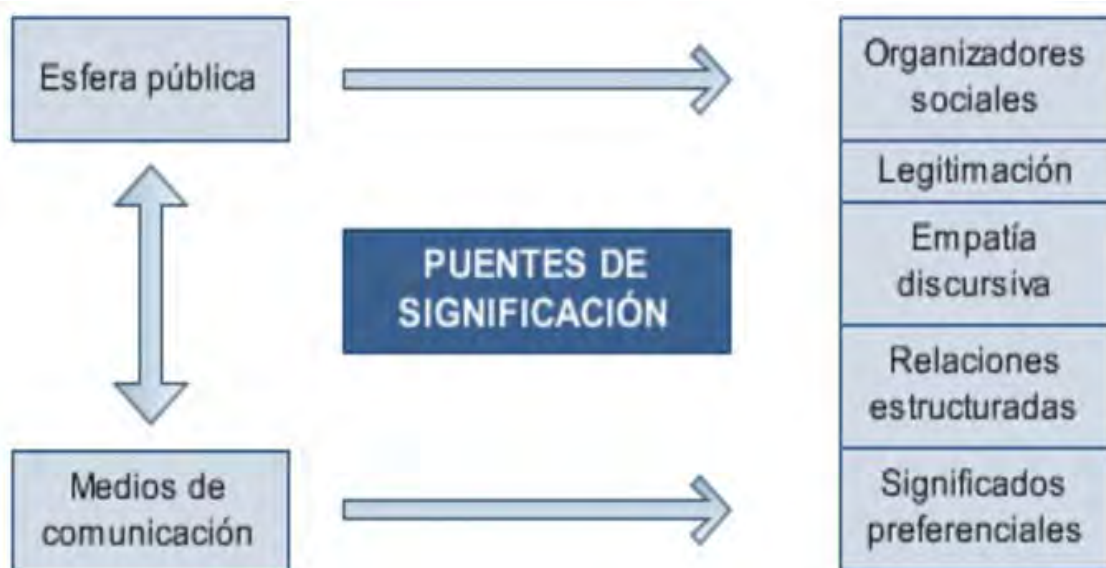 Esfera pública
Organizadores
sociales
Legitimación
PUENTES DE
SIGNIFICACIÓN
Empatía
discursiva
Relaciones
estructuradas
Medios de
comunicación
Significados
preferenciales